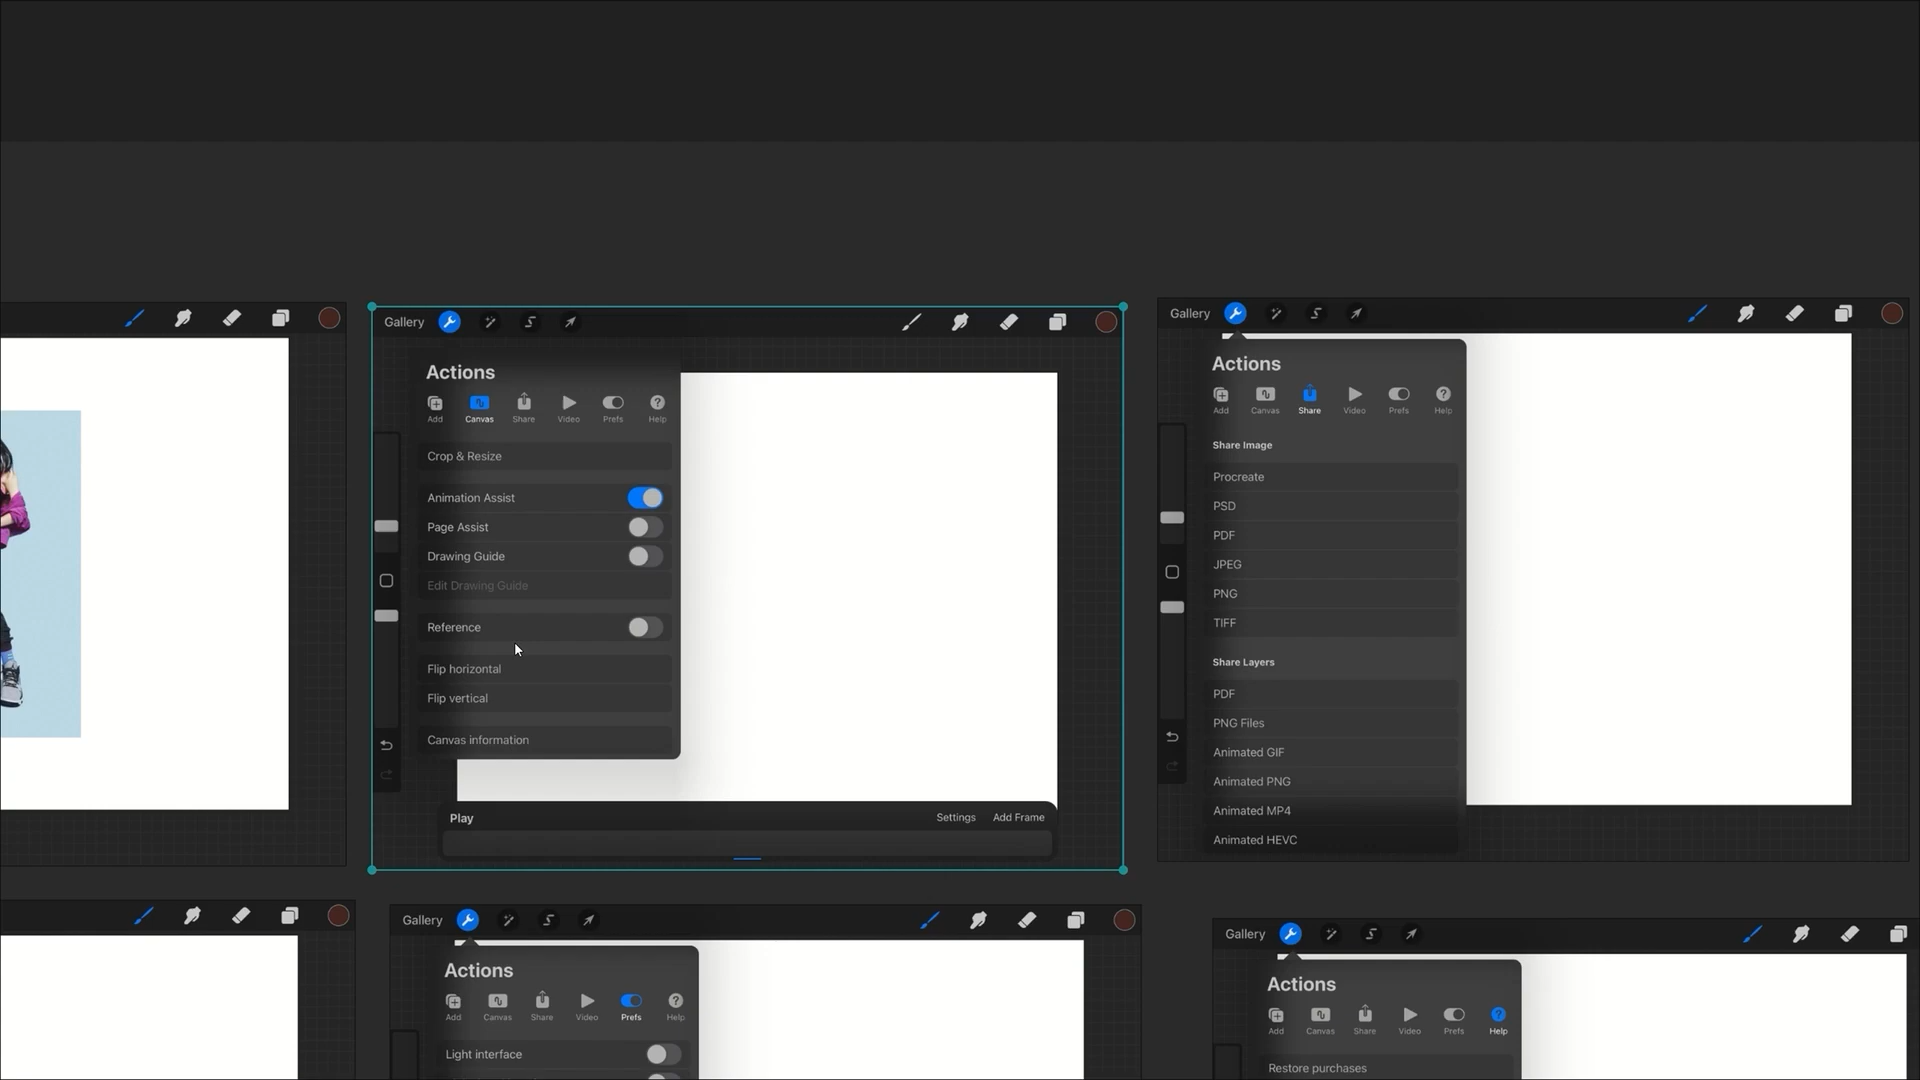 Gallery
Actions
Add Canvas Share Video Prefs Help
Crop & Resize
Animation Assist
Page Assist
Drawing Guide
Edit Drawing Guide
Reference
Flip horizontal
Flip vertical
Canvas information
Play Settings Add Frame
Gallery
Actions
Add Canvas Share Video Prefs Help
Share Image
Procreate
PSD
PDF
JPEG
PNG
TIFF
Share Layers
PDF
PNG Files
Animated GIF
Animated PNG
Animated MP4
Animated HEVC
Gallery
Actions
Add Canvas Share Video Prefs Help
Light interface
Gallery
Actions
Add Canvas Share Video Prefs Help
Restore purchases